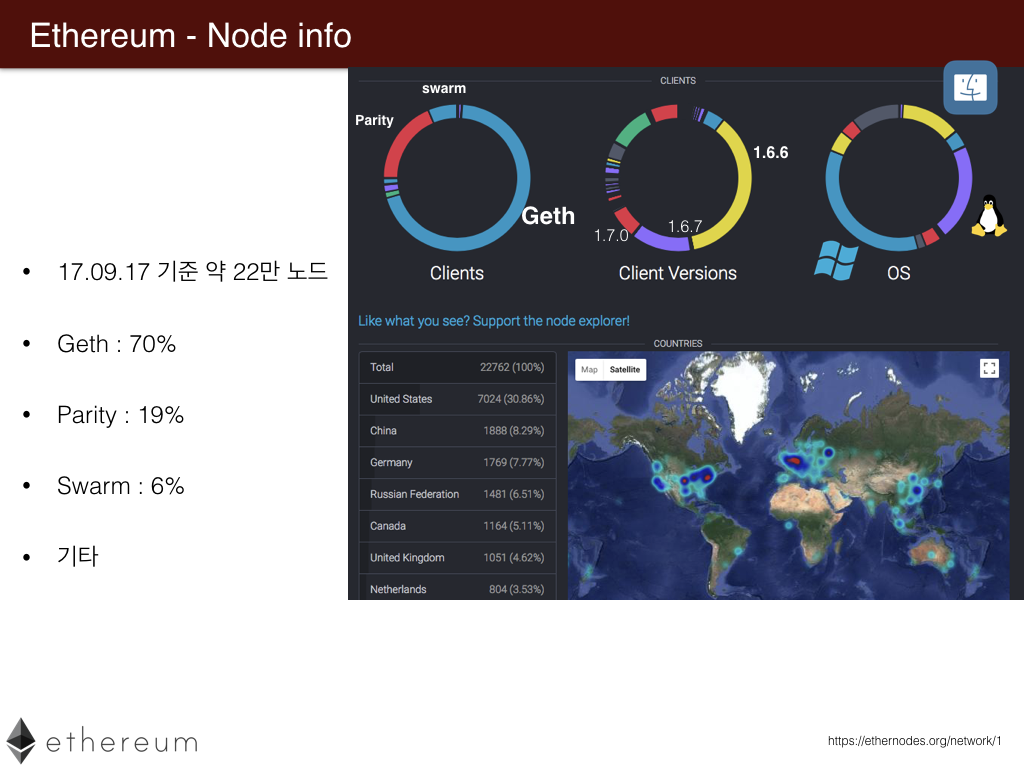 Ethereum - Node info
• 17.09.17 기준 약 22만 노드
• Geth : 70%
• Parity : 19%
• Swarm : 6%
• 기타
CLIENTS
swarm
Parity
Geth
Clients
1.6.6
1.6.7
1.7.0
Client Versions
OS
Like what you see? Support the node explorer!
COUNTRIES
Total 22762 (100%)
United States 7024 (30.86%)
China 1888 (8.29%)
Germany 1769 (7.77%)
Russian Federation 1481 (6.51%)
Canada 1164 (5.11%)
United Kingdom 1051 (4.62%)
Netherlands 804 (3.53%)
Map Satellite
ethereum
https://ethernodes.org/network/1